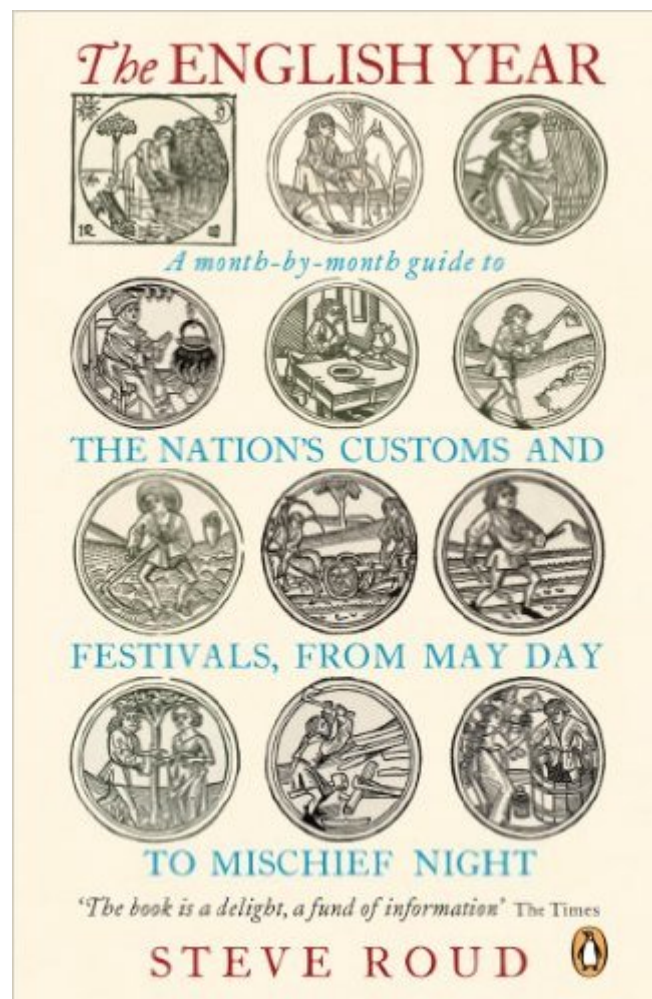 The ENGLISH YEAR
A month-by-month guide to
THE NATION'S CUSTOMS AND
FESTIVALS, FROM MAY DAY
TO MISCHIEF NIGHT
'The book is a delight, a fund of information' The Times
STEVE ROUD